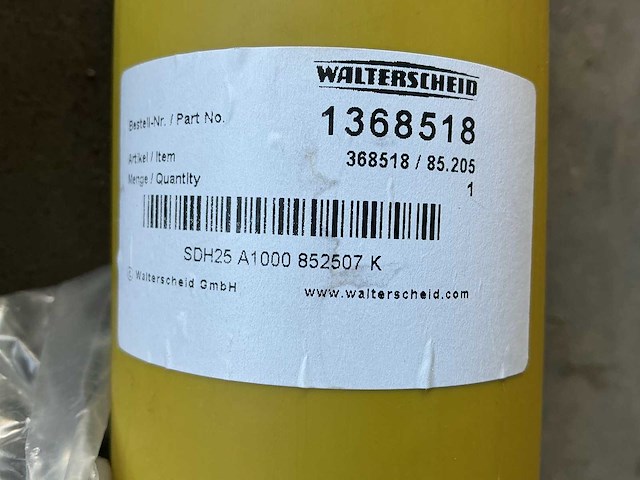 WALTERSCHEID
Bestell-Nr. / Part No. 1368518
Artikel / Item 368518 / 85.205
Menge / Quantity 1
SDH25 A1000 852507 K
© Walterscheid GmbH www.walterscheid.com